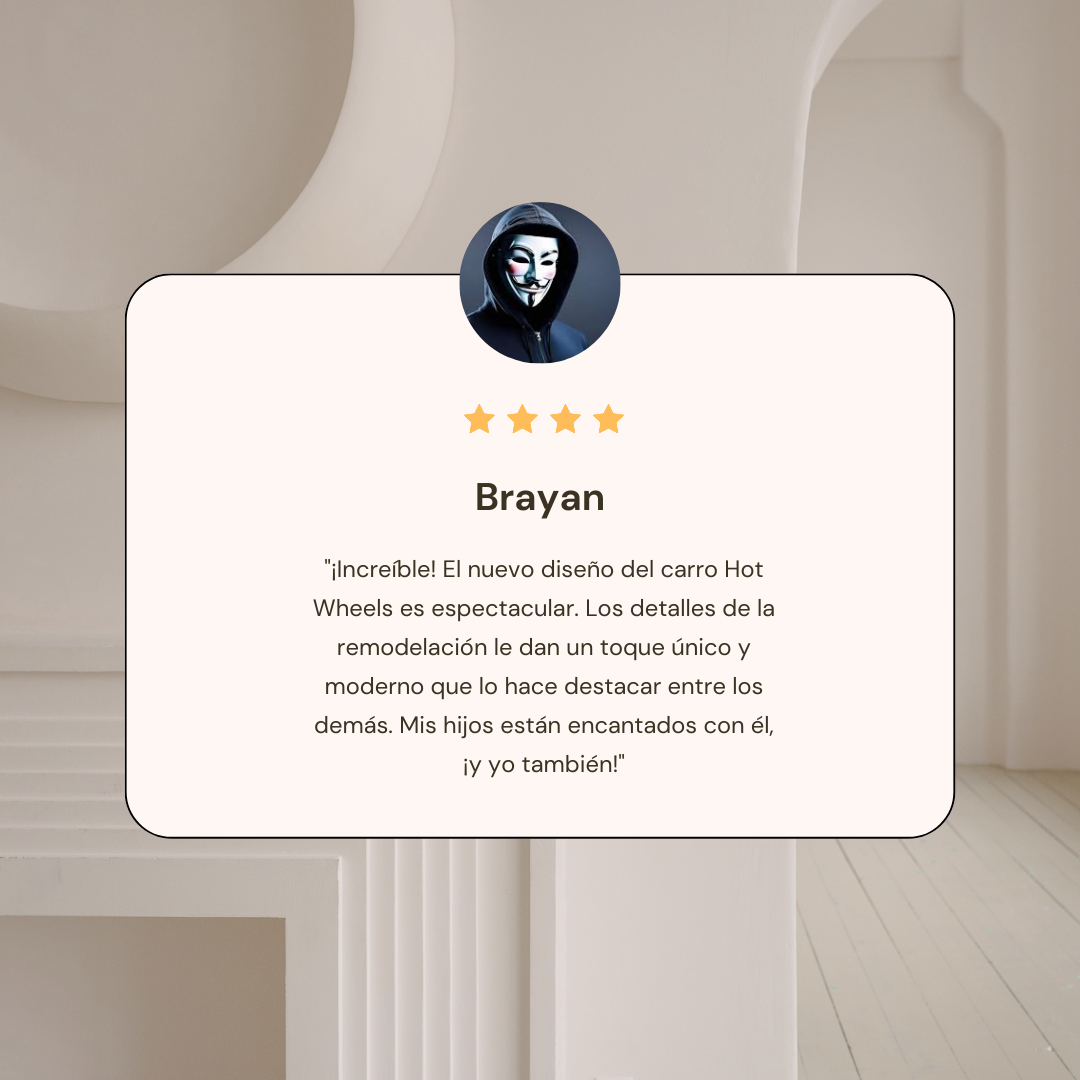 Brayan
"¡Increíble! El nuevo diseño del carro Hot
Wheels es espectacular. Los detalles de la
remodelación le dan un toque único y
moderno que lo hace destacar entre los
demás. Mis hijos están encantados con él,
¡y yo también!"